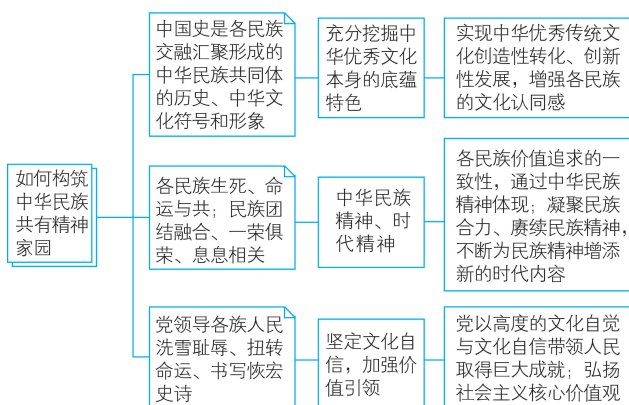 如何构筑
中华民族
共有精神
家园
中国史是各民族
交融汇聚形成的
中华民族共同体
的历史、中华文
化符号和形象
充分挖掘中
华优秀文化
本身的底蕴
特色
实现中华优秀传统文
化创造性转化、创新
性发展，增强各民族
的文化认同感
各民族生死、命
运与共；民族团
结融合、一荣俱
荣、息息相关
中华民族
精神、时
代精神
各民族价值追求的一
致性，通过中华民族
精神体现；凝聚民族
合力、赓续民族精神，
不断为民族精神增添
新的时代内容
党领导各族人民
洗雪耻辱、扭转
命运、书写恢宏
史诗
坚定文化自
信，加强价
值引领
党以高度的文化自觉
与文化自信带领人民
取得巨大成就；弘扬
社会主义核心价值观